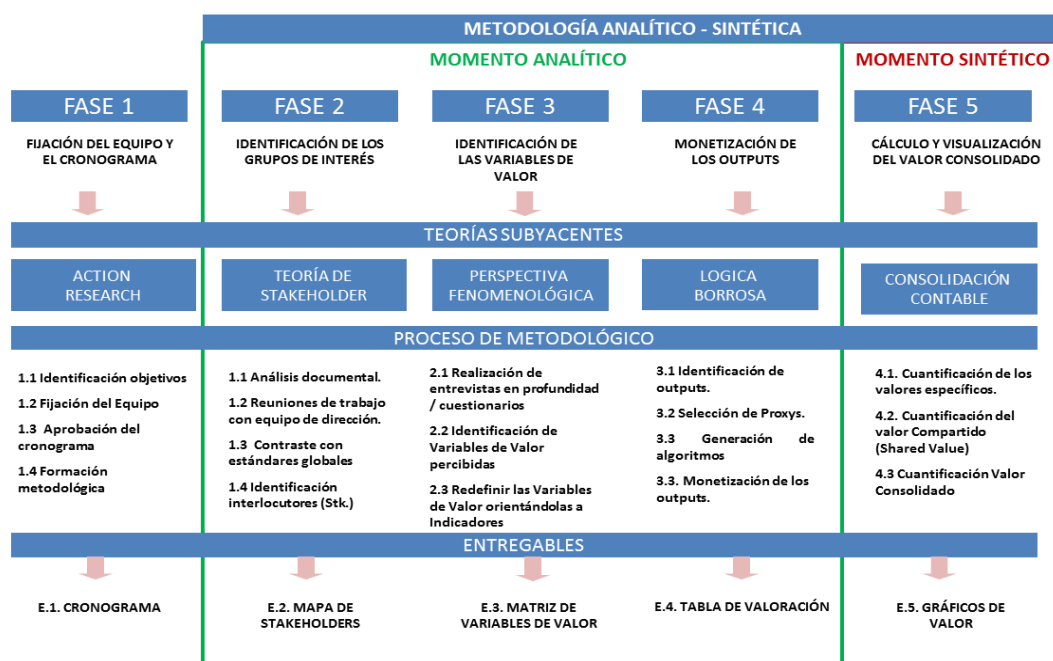 METODOLOGÍA ANALÍTICO - SINTÉTICA
MOMENTO ANALÍTICO
MOMENTO SINTÉTICO
FASE 1
FASE 2
FASE 3
FASE 4
FASE 5
FIJACIÓN DEL EQUIPO Y
EL CRONOGRAMA
IDENTIFICACIÓN DE LOS
GRUPOS DE INTERÉS
IDENTIFICACIÓN DE
LAS VARIABLES DE
VALOR
MONETIZACIÓN DE
LOS OUTPUTS
CÁLCULO Y VISUALIZACIÓN
DEL VALOR CONSOLIDADO
TEORÍAS SUBYACENTES
ACTION
RESEARCH
TEORÍA DE
STAKEHOLDER
PERSPECTIVA
FENOMENOLÓGICA
LOGICA
BORROSA
CONSOLIDACIÓN
CONTABLE
PROCESO DE METODOLÓGICO
1.1 Identificación objetivos
1.2 Fijación del Equipo
1.3 Aprobación del
cronograma
1.4 Formación
metodológica
1.1 Análisis documental.
1.2 Reuniones de trabajo
con equipo de dirección.
1.3 Contraste con
estándares globales
1.4 Identificación
interlocutores (Stk.)
2.1 Realización de
entrevistas en profundidad
/ cuestionarios
2.2 Identificación de
Variables de Valor
percibidas
2.3 Redefinir las Variables
de Valor orientándolas a
Indicadores
3.1 Identificación de
outputs.
3.2 Selección de Proxys.
3.3 Generación de
algoritmos
3.3. Monetización de los
outputs.
4.1. Cuantificación de los
valores específicos.
4.2. Cuantificación del
valor Compartido
(Shared Value)
4.3 Cuantificación Valor
Consolidado
ENTREGABLES
E.1. CRONOGRAMA
E.2. MAPA DE
STAKEHOLDERS
E.3. MATRIZ DE
VARIABLES DE VALOR
E.4. TABLA DE VALORACIÓN
E.5. GRÁFICOS DE
VALOR